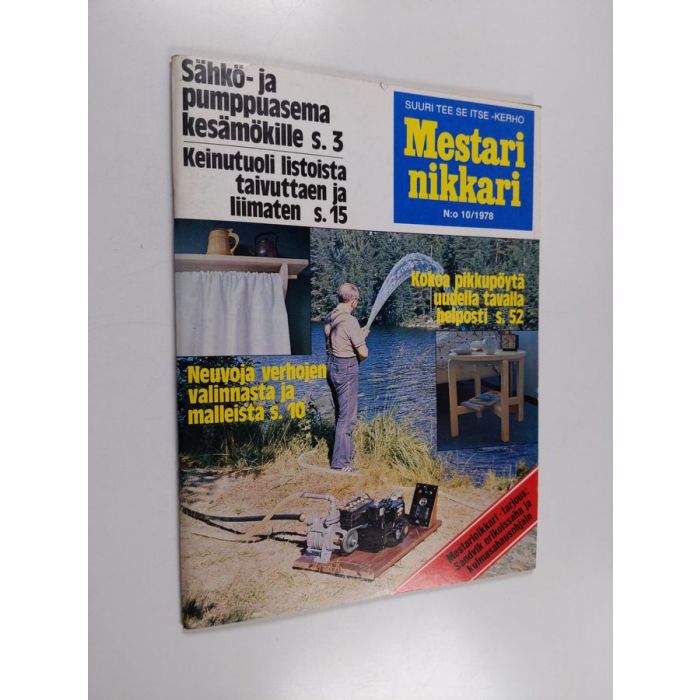 Sähkö- ja
pumppuasema
kesämökille s. 3
Keinutuoli listoista
taivuttaen ja
liimaten s. 15
SUURI TEE SE ITSE -KERHO
Mestari
nikkari
N:o 10/1978
Kokoa pikkupöytä
uudella tavalla
helposti s. 52
Neuvoja verhojen
valinnasta ja
malleista s. 10
Mestarinikkari-tarjous:
Sandvik erikoissaha ja
kulmasahausohjain